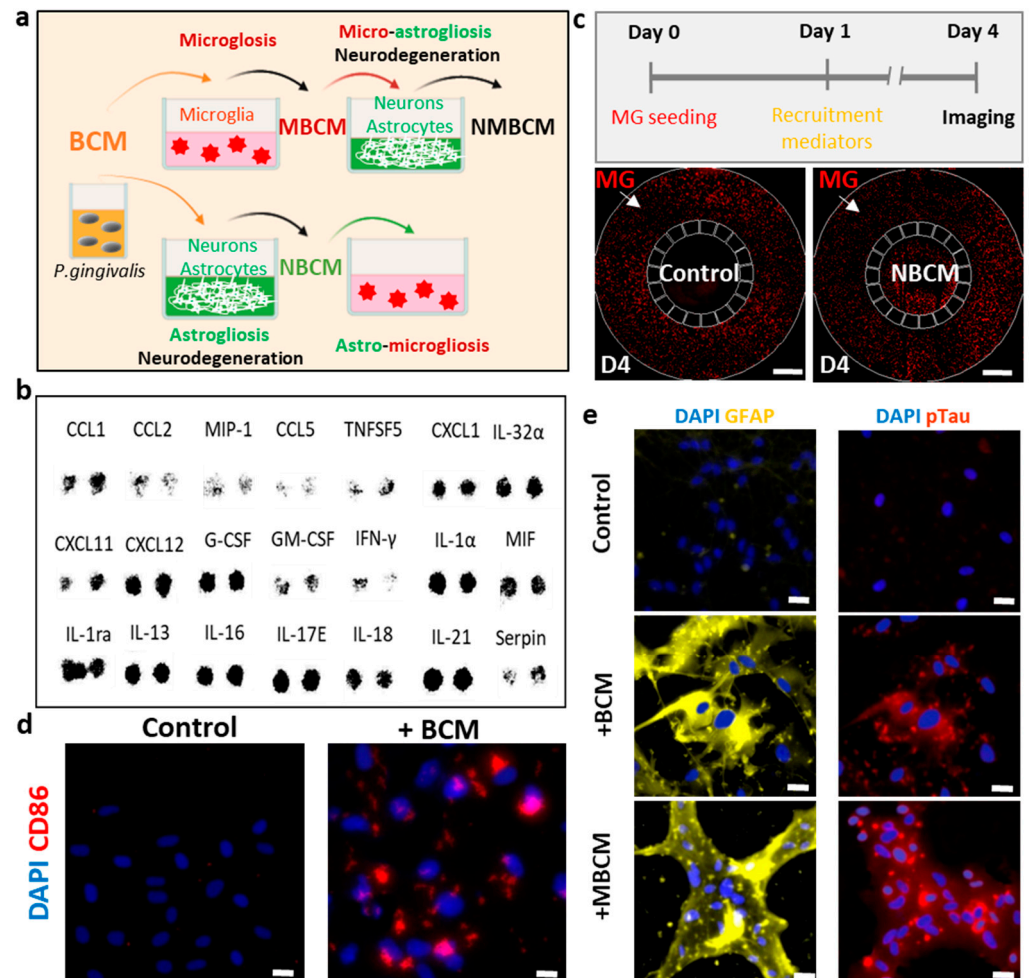 a
Microglosis
Micro-astrogliosis
Neurodegeneration
BCM
Microglia
MBCM
Neurons
Astrocytes
NMBCM
P.gingivalis
Neurons
Astrocytes
NBCM
Astrogliosis
Neurodegeneration
Astro-microgliosis
b
CCL1 CCL2 MIP-1 CCL5 TNFSF5 CXCL1 IL-32α
CXCL11 CXCL12 G-CSF GM-CSF IFN-γ IL-1α MIF
IL-1ra IL-13 IL-16 IL-17E IL-18 IL-21 Serpin
c
Day 0 Day 1 Day 4
MG seeding
Recruitment
mediators
Imaging
MG
Control
D4
MG
NBCM
D4
d
Control + BCM
DAPI CD86
e
DAPI GFAP DAPI pTau
Control
+BCM
+MBCM